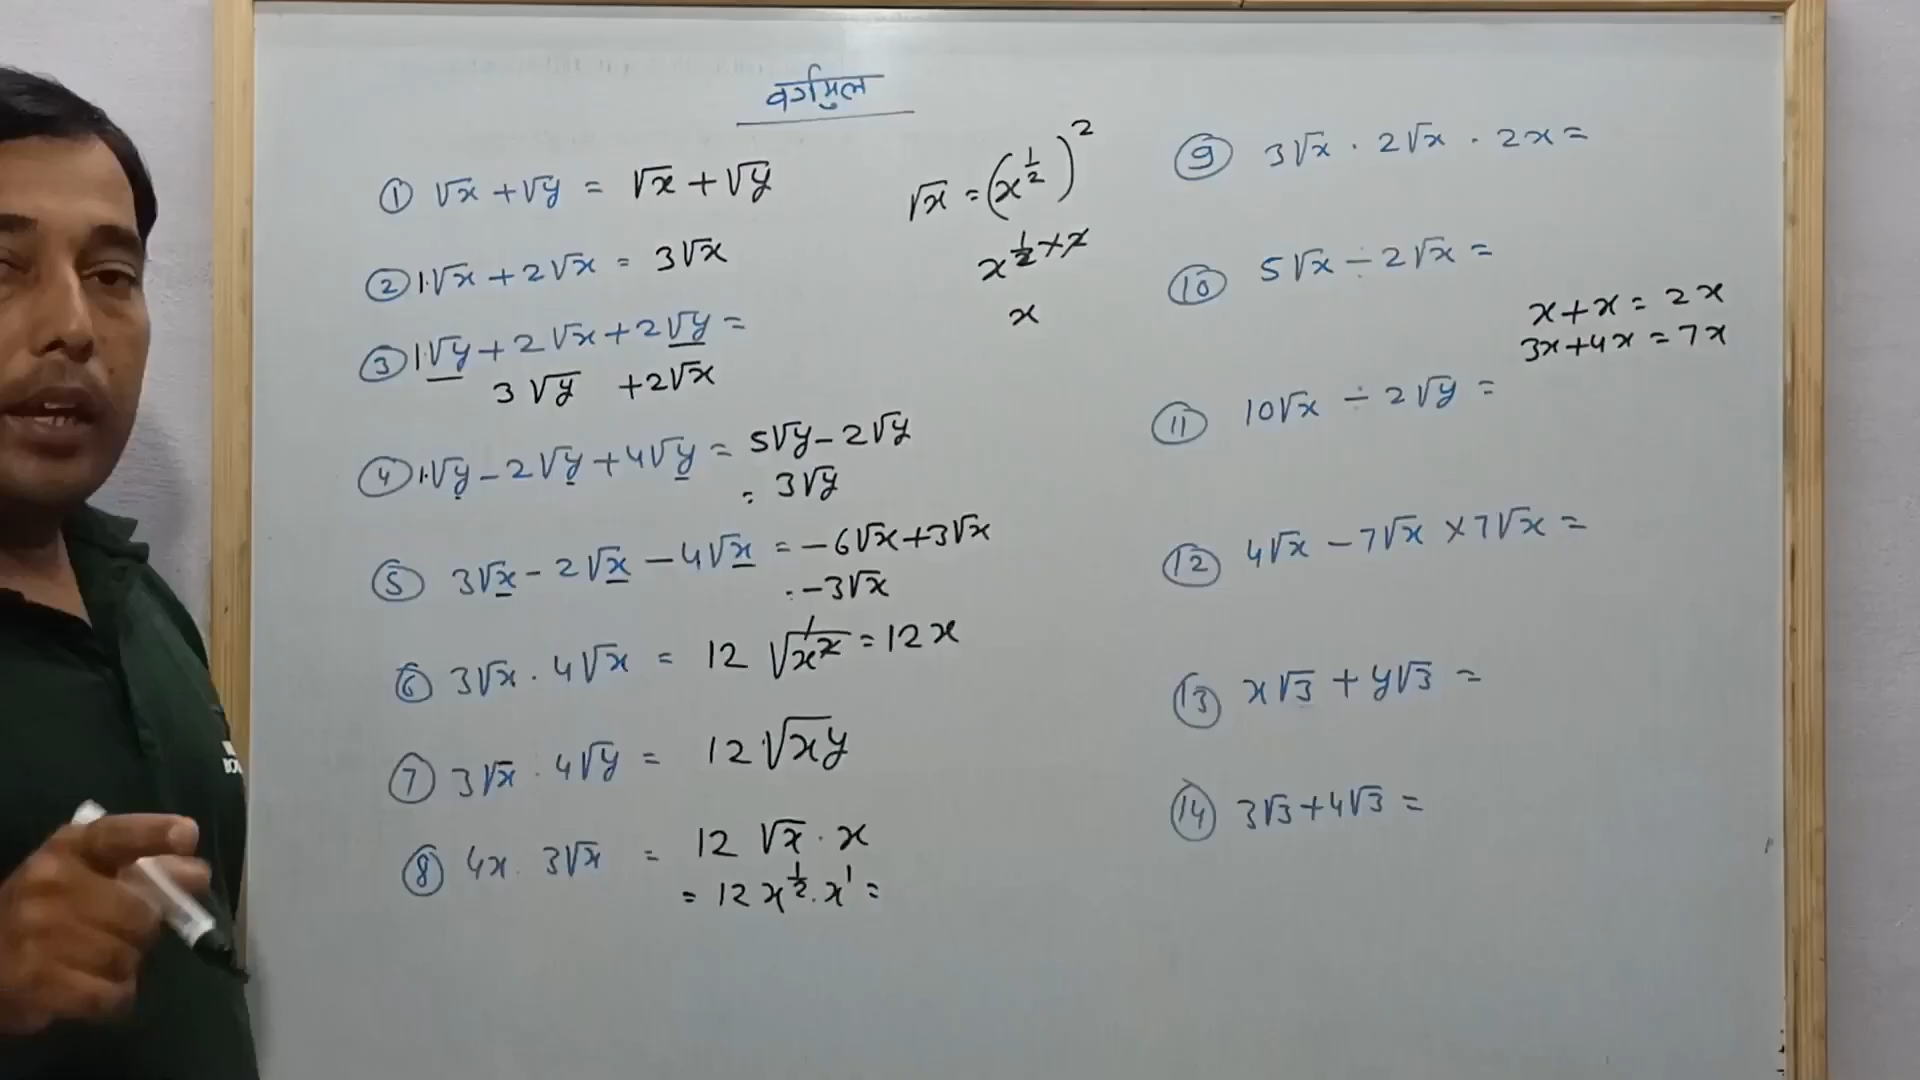 वर्गमुल
① √x + √y = √x + √y
② 1·√x + 2√x = 3√x
③ 1·√y + 2√x + 2√y =
3√y + 2√x
④ 1·√y - 2√y + 4√y = 5√y - 2√y
= 3√y
⑤ 3√x - 2√x - 4√x = -6√x + 3√x
= -3√x
⑥ 3√x · 4√x = 12 √x² = 12x
⑦ 3√x · 4√y = 12√xy
⑧ 4x · 3√x = 12 √x · x
= 12 x^½ · x¹ =
√x = (x^½)²
x^½×2
x
⑨ 3√x · 2√x · 2x =
⑩ 5√x ÷ 2√x =
x + x = 2x
3x + 4x = 7x
⑪ 10√x ÷ 2√y =
⑫ 4√x - 7√x × 7√x =
⑬ x√3 + y√3 =
⑭ 3√3 + 4√3 =